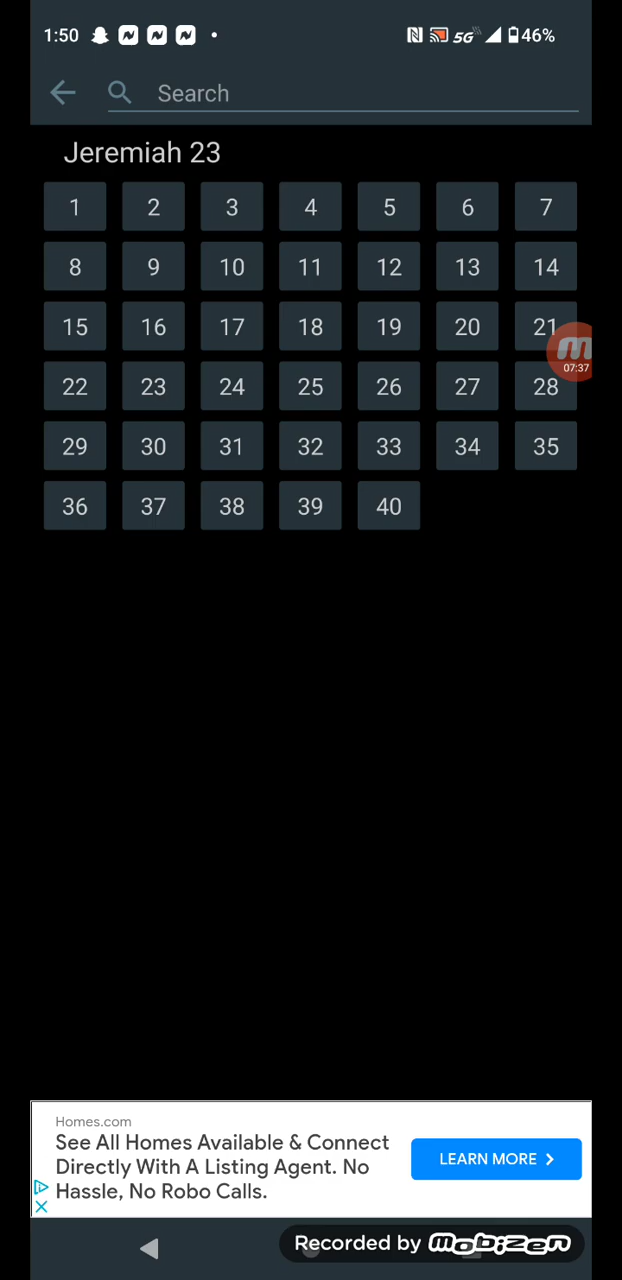 1:50 5G 46%
Search
Jeremiah 23
1 2 3 4 5 6 7
8 9 10 11 12 13 14
15 16 17 18 19 20 21
07:37
22 23 24 25 26 27 28
29 30 31 32 33 34 35
36 37 38 39 40
Homes.com
See All Homes Available & Connect
Directly With A Listing Agent. No
Hassle, No Robo Calls.
LEARN MORE
Recorded by Mobizen